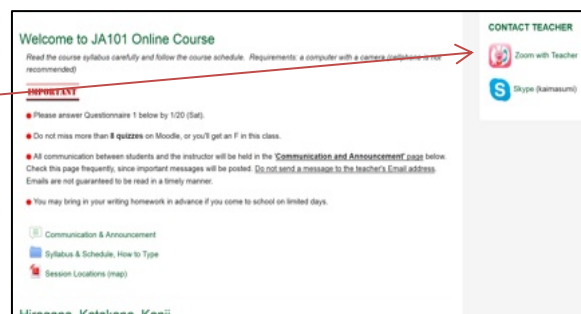 Welcome to JA101 Online Course
Read the course syllabus carefully and follow the course schedule. Requirements: a computer with a camera (cellphone is not
recommended)
IMPORTANT
Please answer Questionnaire 1 below by 1/20 (Sat).
Do not miss more than 8 quizzes on Moodle, or you'll get an F in this class.
All communication between students and the instructor will be held in the "Communication and Announcement" page below.
Check this page frequently, since important messages will be posted. Do not send a message to the teacher's Email address.
Emails are not guaranteed to be read in a timely manner.
You may bring in your writing homework in advance if you come to school on limited days.
Communication & Announcement
Syllabus & Schedule, How to Type
Session Locations (map)
Hiragana, Katakana, Kanji
CONTACT TEACHER
Zoom with Teacher
Skype (kaimasumi)